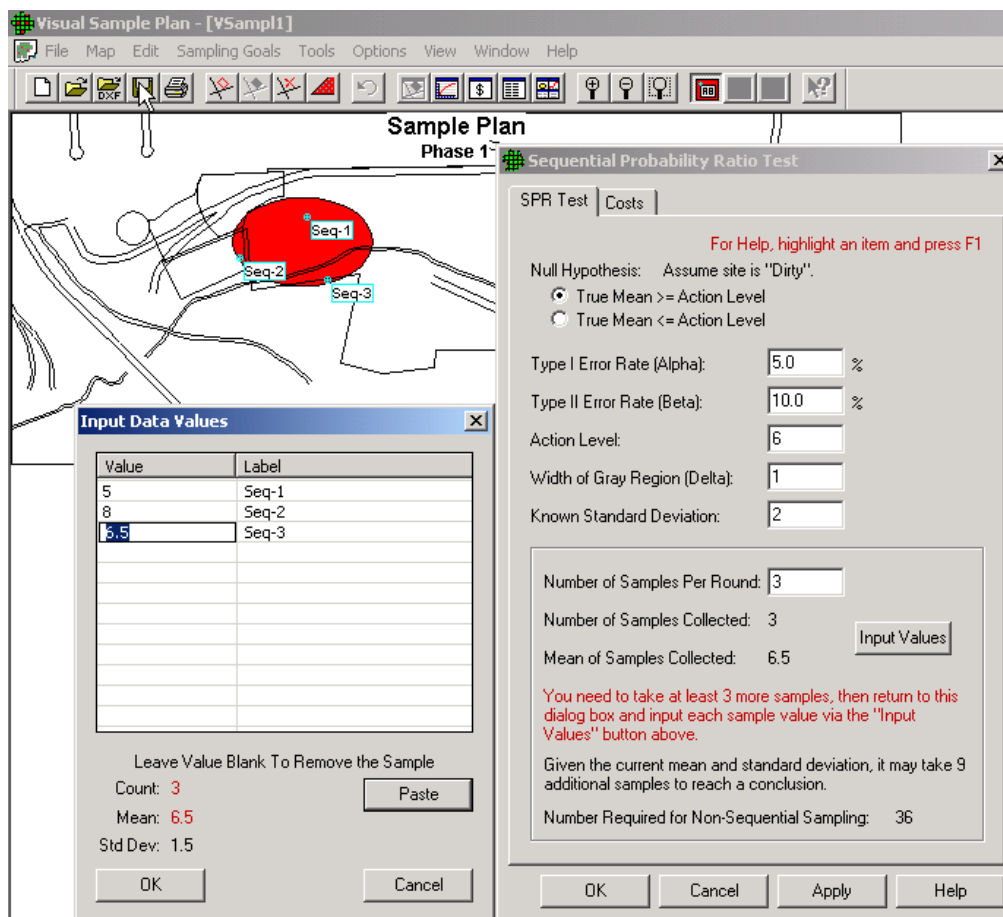 Visual Sample Plan - [VSampl1]
File Map Edit Sampling Goals Tools Options View Window Help
DXF
$
RB
Sample Plan
Phase 1
Seq-1
Seq-2
Seq-3
Input Data Values
Value Label
5 Seq-1
8 Seq-2
6.5 Seq-3
Leave Value Blank To Remove the Sample
Count: 3
Mean: 6.5
Std Dev: 1.5
Paste
OK Cancel
Sequential Probability Ratio Test
SPR Test Costs
For Help, highlight an item and press F1
Null Hypothesis: Assume site is "Dirty".
True Mean >= Action Level
True Mean <= Action Level
Type I Error Rate (Alpha): 5.0 %
Type II Error Rate (Beta): 10.0 %
Action Level: 6
Width of Gray Region (Delta): 1
Known Standard Deviation: 2
Number of Samples Per Round: 3
Number of Samples Collected: 3
Input Values
Mean of Samples Collected: 6.5
You need to take at least 3 more samples, then return to this
dialog box and input each sample value via the "Input
Values" button above.
Given the current mean and standard deviation, it may take 9
additional samples to reach a conclusion.
Number Required for Non-Sequential Sampling: 36
OK Cancel Apply Help